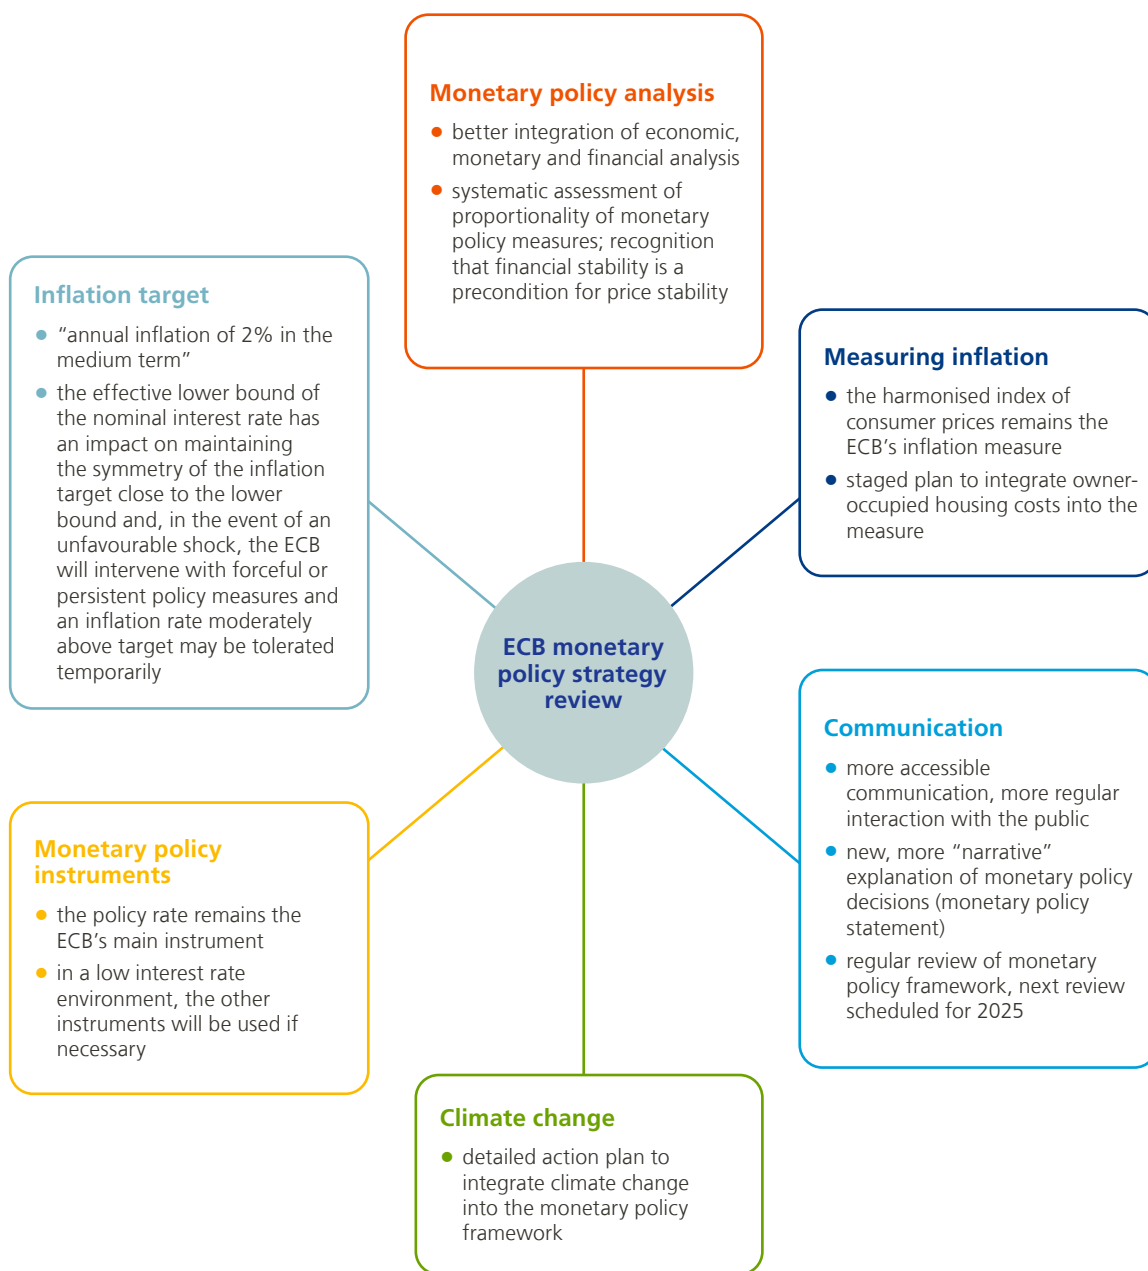 Monetary policy analysis
• better integration of economic,
monetary and financial analysis
• systematic assessment of
proportionality of monetary
policy measures; recognition
that financial stability is a
precondition for price stability
Inflation target
• “annual inflation of 2% in the
medium term”
• the effective lower bound of
the nominal interest rate has
an impact on maintaining
the symmetry of the inflation
target close to the lower
bound and, in the event of an
unfavourable shock, the ECB
will intervene with forceful or
persistent policy measures and
an inflation rate moderately
above target may be tolerated
temporarily
Measuring inflation
• the harmonised index of
consumer prices remains the
ECB’s inflation measure
• staged plan to integrate owner-
occupied housing costs into the
measure
ECB monetary
policy strategy
review
Communication
• more accessible
communication, more regular
interaction with the public
• new, more “narrative”
explanation of monetary policy
decisions (monetary policy
statement)
• regular review of monetary
policy framework, next review
scheduled for 2025
Monetary policy
instruments
• the policy rate remains the
ECB’s main instrument
• in a low interest rate
environment, the other
instruments will be used if
necessary
Climate change
• detailed action plan to
integrate climate change
into the monetary policy
framework